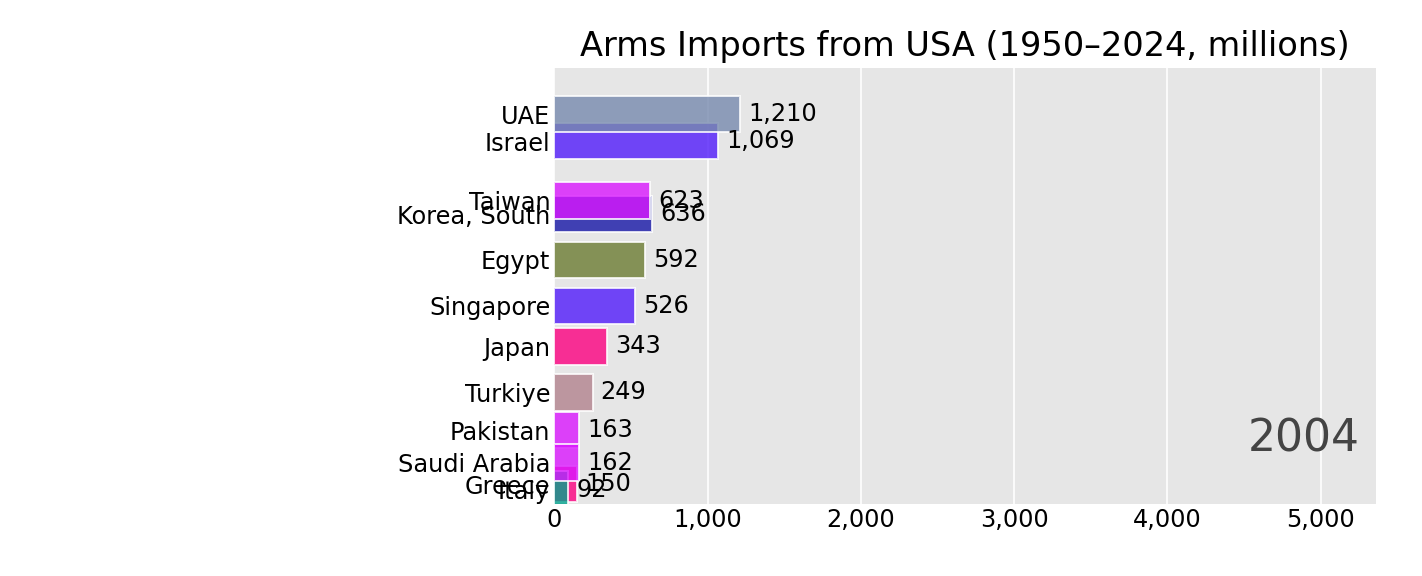 Arms Imports from USA (1950–2024, millions)
UAE 1,210
Israel 1,069
Taiwan 623
Korea, South 636
Egypt 592
Singapore 526
Japan 343
Turkiye 249
Pakistan 163
Saudi Arabia 162
Greece 150
Italy 92
2004
0 1,000 2,000 3,000 4,000 5,000